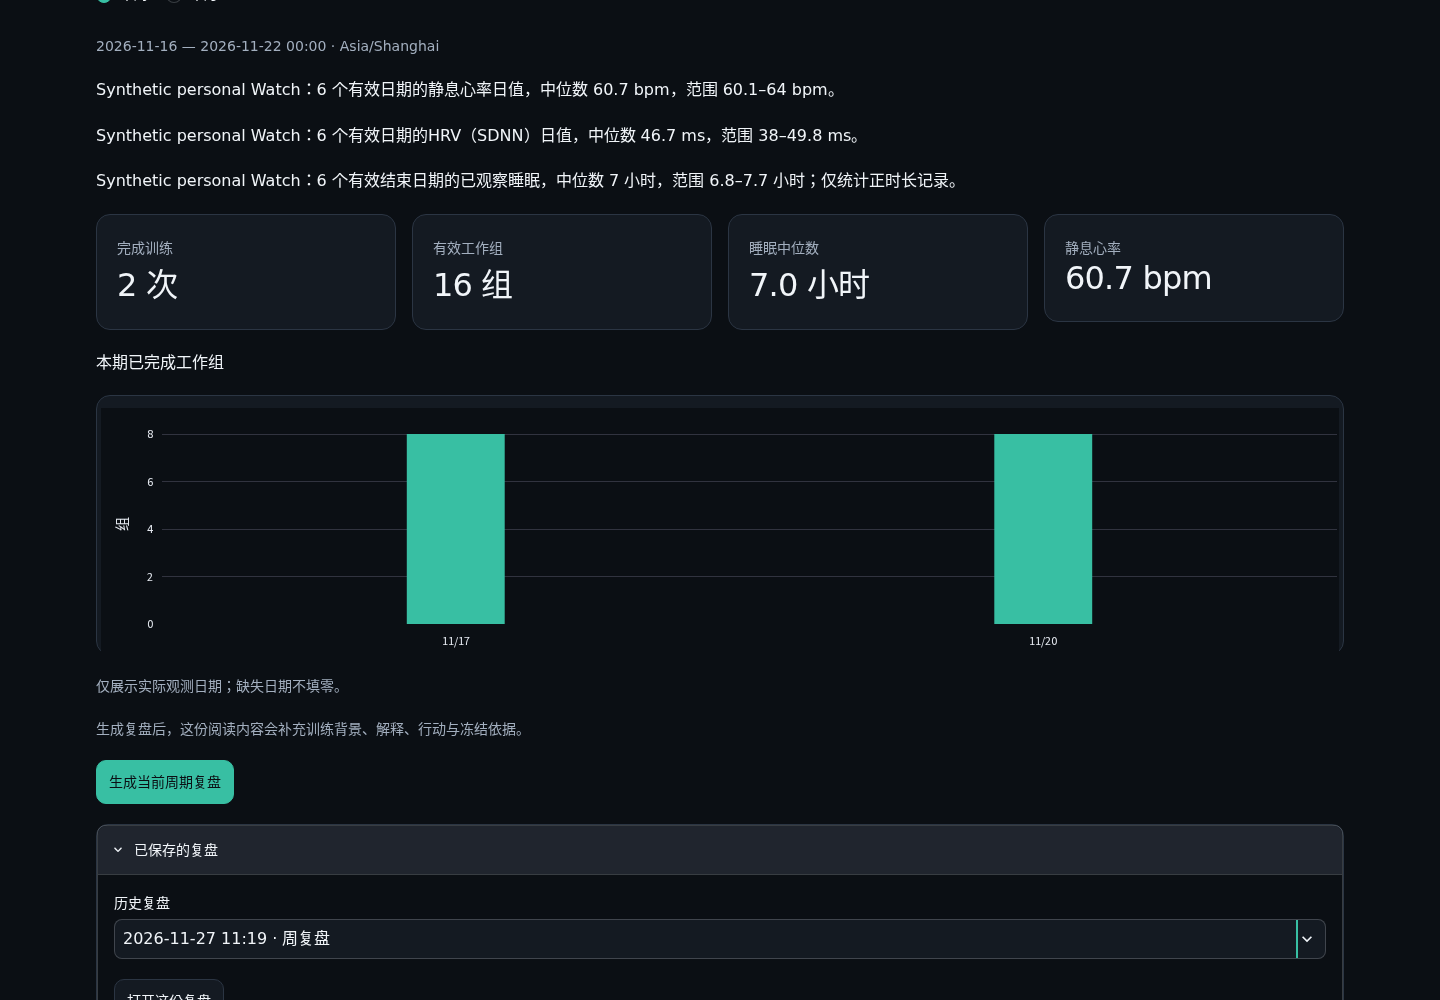 2026-11-16 — 2026-11-22 00:00 · Asia/Shanghai
Synthetic personal Watch：6 个有效日期的静息心率日值，中位数 60.7 bpm，范围 60.1–64 bpm。
Synthetic personal Watch：6 个有效日期的HRV（SDNN）日值，中位数 46.7 ms，范围 38–49.8 ms。
Synthetic personal Watch：6 个有效结束日期的已观察睡眠，中位数 7 小时，范围 6.8–7.7 小时；仅统计正时长记录。
完成训练
2 次
有效工作组
16 组
睡眠中位数
7.0 小时
静息心率
60.7 bpm
本期已完成工作组
8
6
组
4
2
0
11/17
11/20
仅展示实际观测日期；缺失日期不填零。
生成复盘后，这份阅读内容会补充训练背景、解释、行动与冻结依据。
生成当前周期复盘
已保存的复盘
历史复盘
2026-11-27 11:19 · 周复盘
打开这份复盘